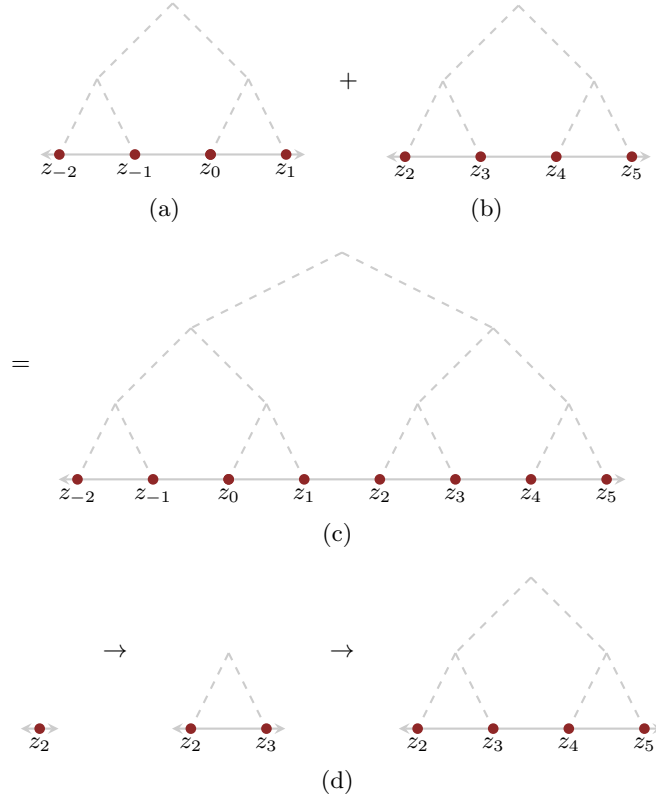 +
z₋₂ z₋₁ z₀ z₁ z₂ z₃ z₄ z₅
(a) (b)
=
z₋₂ z₋₁ z₀ z₁ z₂ z₃ z₄ z₅
(c)
→ →
z₂ z₂ z₃ z₂ z₃ z₄ z₅
(d)